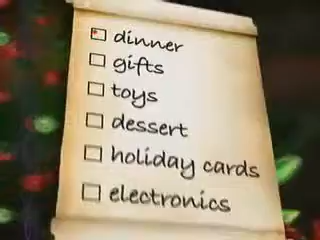 dinner
gifts
toys
dessert
holiday cards
electronics